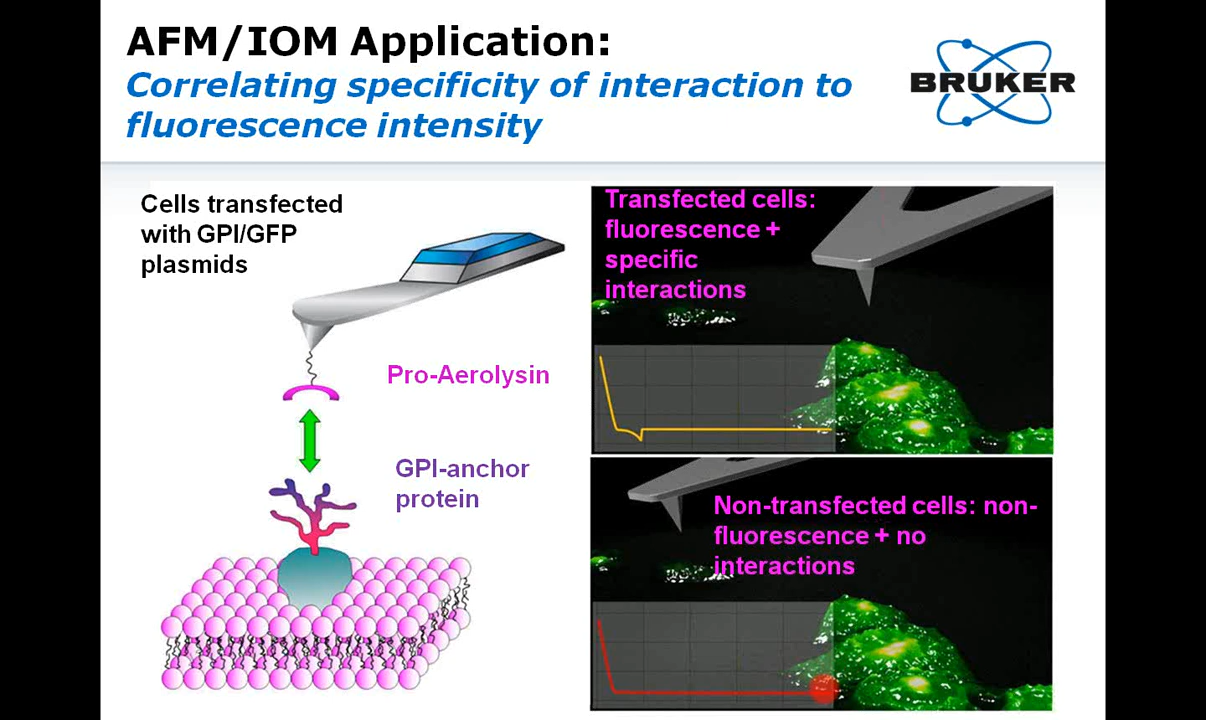 AFM/IOM Application:
Correlating specificity of interaction to
fluorescence intensity
BRUKER
Cells transfected
with GPI/GFP
plasmids
Pro-Aerolysin
GPI-anchor
protein
Transfected cells:
fluorescence +
specific
interactions
Non-transfected cells: non-
fluorescence + no
interactions